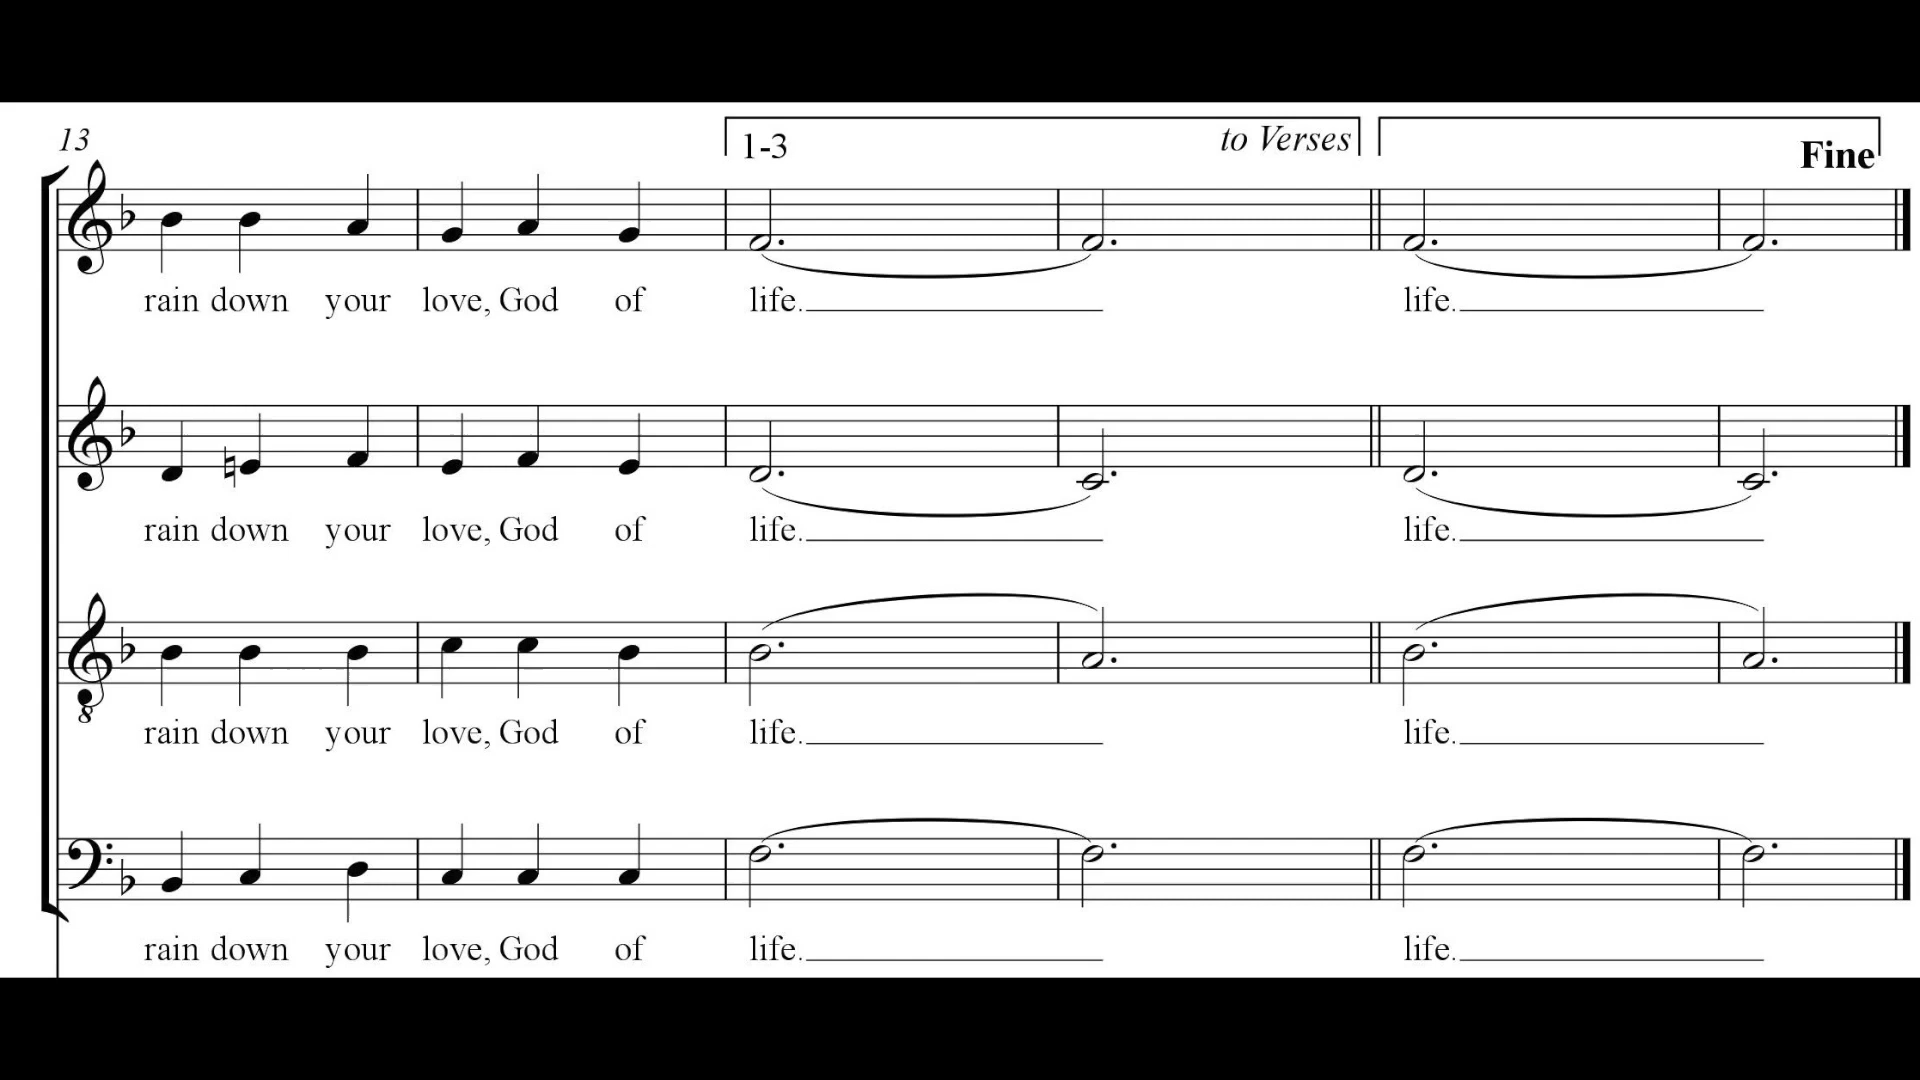 13
1-3 to Verses Fine
rain down your love, God of life. life.
rain down your love, God of life. life.
8
rain down your love, God of life. life.
rain down your love, God of life. life.